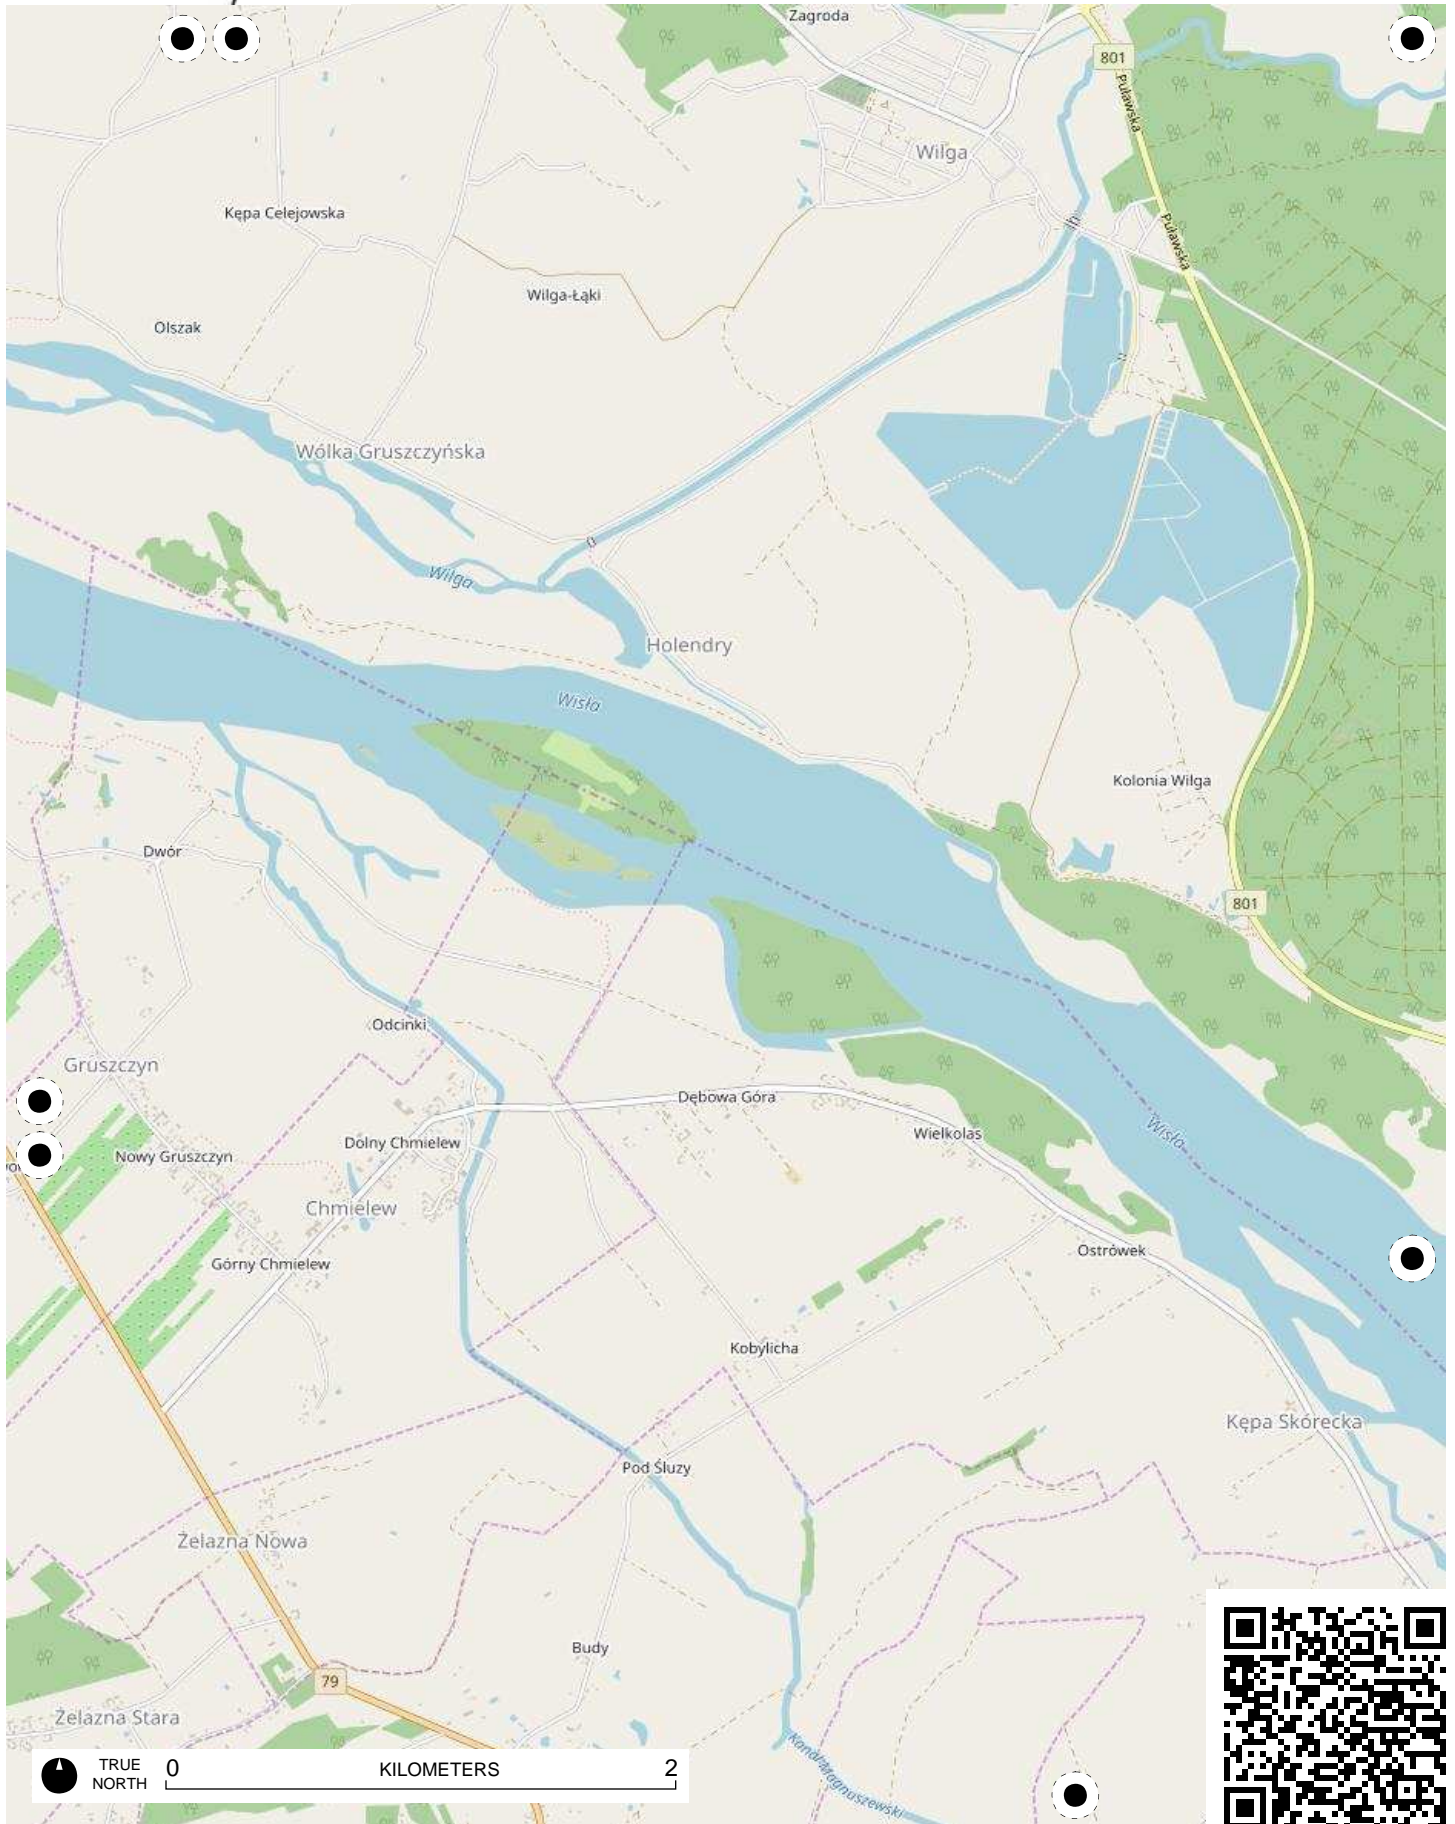 Zagroda
801
Puławska
Wilga
Kępa Celejowska
Puławska
Wilga-Łąki
Olszak
Wólka Gruszczyńska
Wilga
Holendry
Wisła
Kolonia Wilga
Dwór
801
Odcinki
Gruszczyn
Dębowa Góra
Wielkolas
Wisła
Dolny Chmielew
Nowy Gruszczyn
Chmielew
Ostrówek
Górny Chmielew
Kobylicha
Kępa Skórecka
Pod Śluzy
Żelazna Nowa
Budy
79
Żelazna Stara
Kanał Magnuszewski
TRUE
NORTH
0 KILOMETERS 2